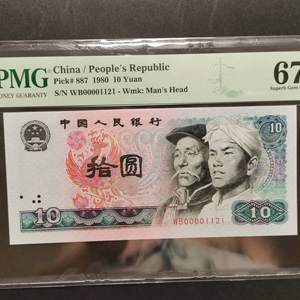 PMG
MONEY GUARANTY
China / People's Republic
Pick# 887 1980 10 Yuan
S/N WB00001121 - Wmk: Man's Head
67
Superb Gem
中国人民银行
10
拾圆
WB00001121
10
10